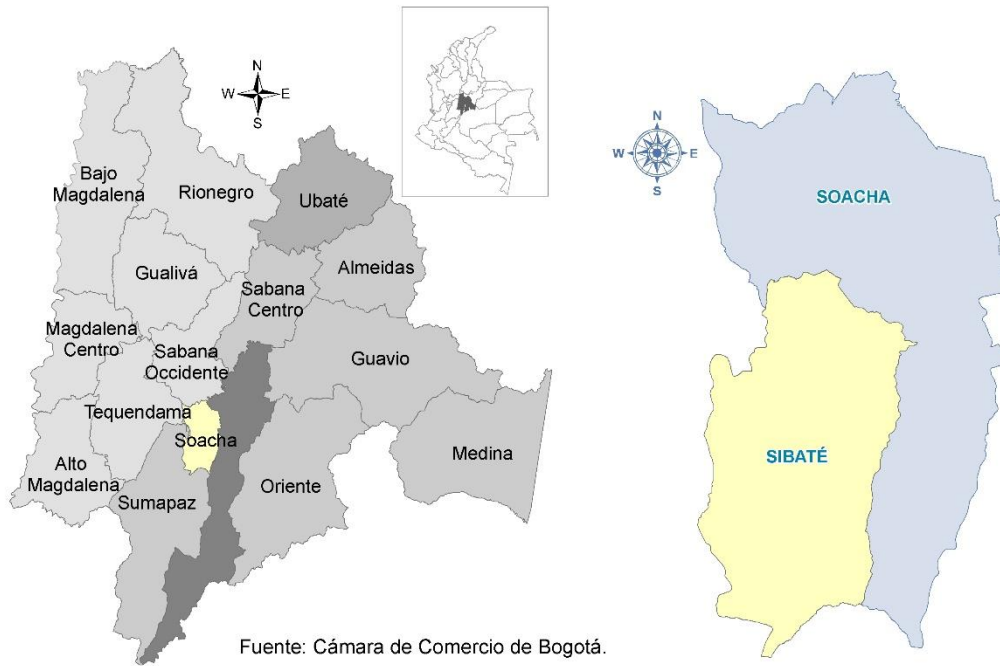 N
W E
S
Bajo
Magdalena
Rionegro
Ubaté
Gualivá
Almeidas
Sabana
Centro
Magdalena
Centro
Sabana
Occidente
Guavio
Tequendama
Soacha
Medina
Alto
Magdalena
Sumapaz
Oriente
Fuente: Cámara de Comercio de Bogotá.
N
W E
S
SOACHA
SIBATÉ